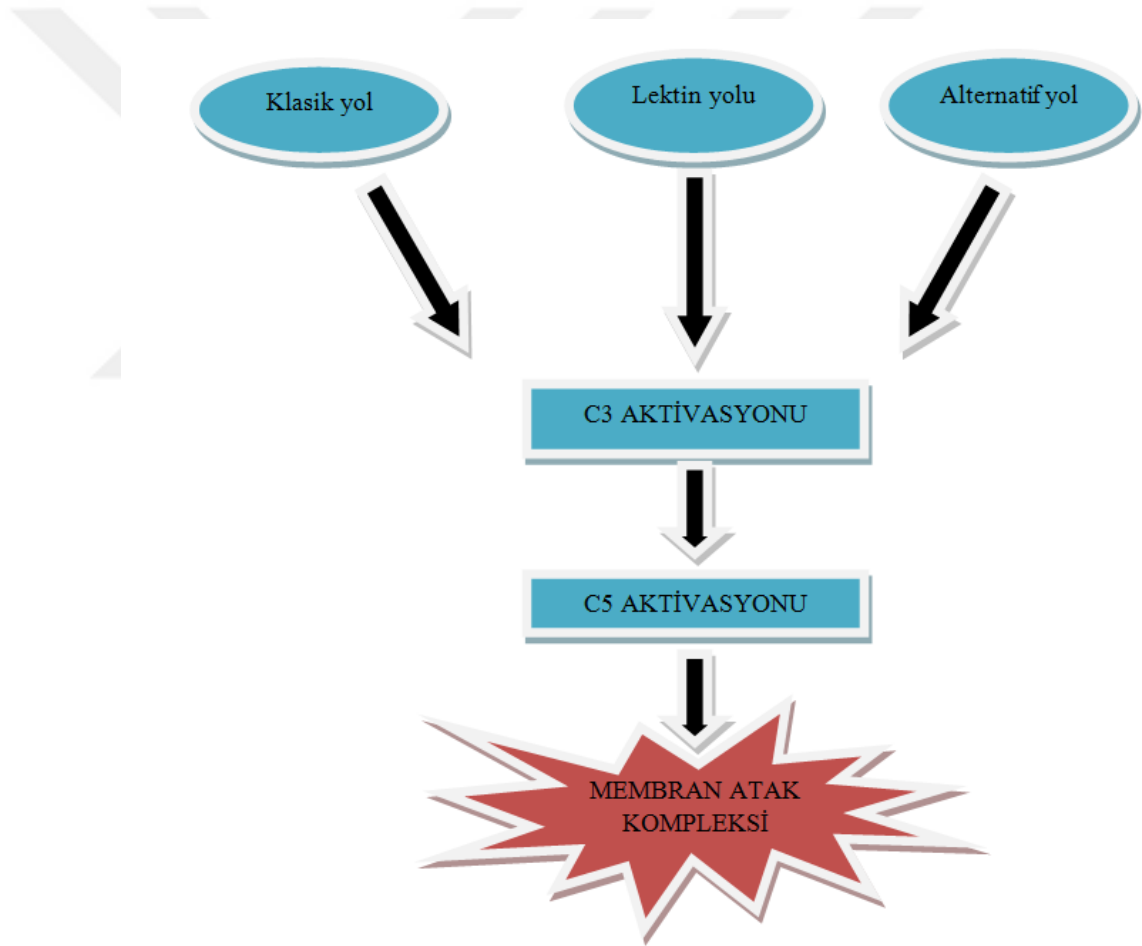 Klasik yol
Lektin yolu
Alternatif yol
C3 AKTİVASYONU
C5 AKTİVASYONU
MEMBRAN ATAK
KOMPLEKSİ